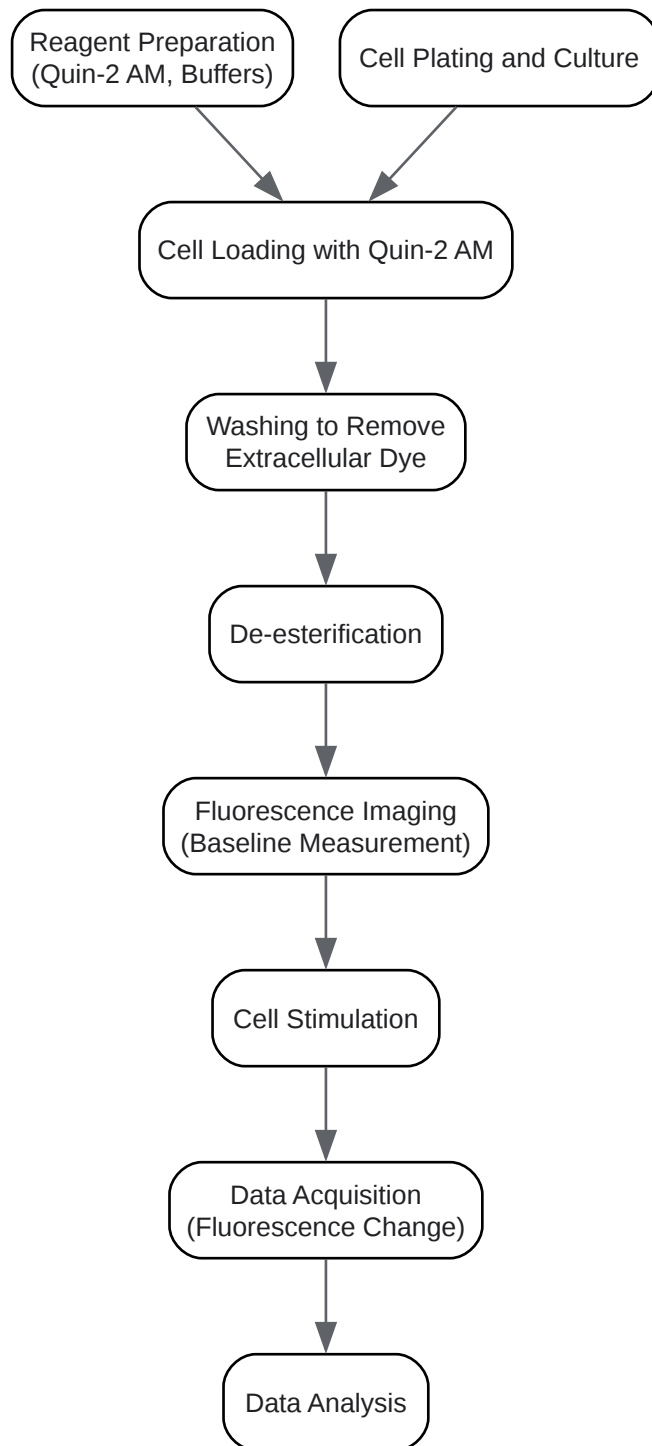 Reagent Preparation
(Quin-2 AM, Buffers)
Cell Plating and Culture
Cell Loading with Quin-2 AM
Washing to Remove
Extracellular Dye
De-esterification
Fluorescence Imaging
(Baseline Measurement)
Cell Stimulation
Data Acquisition
(Fluorescence Change)
Data Analysis